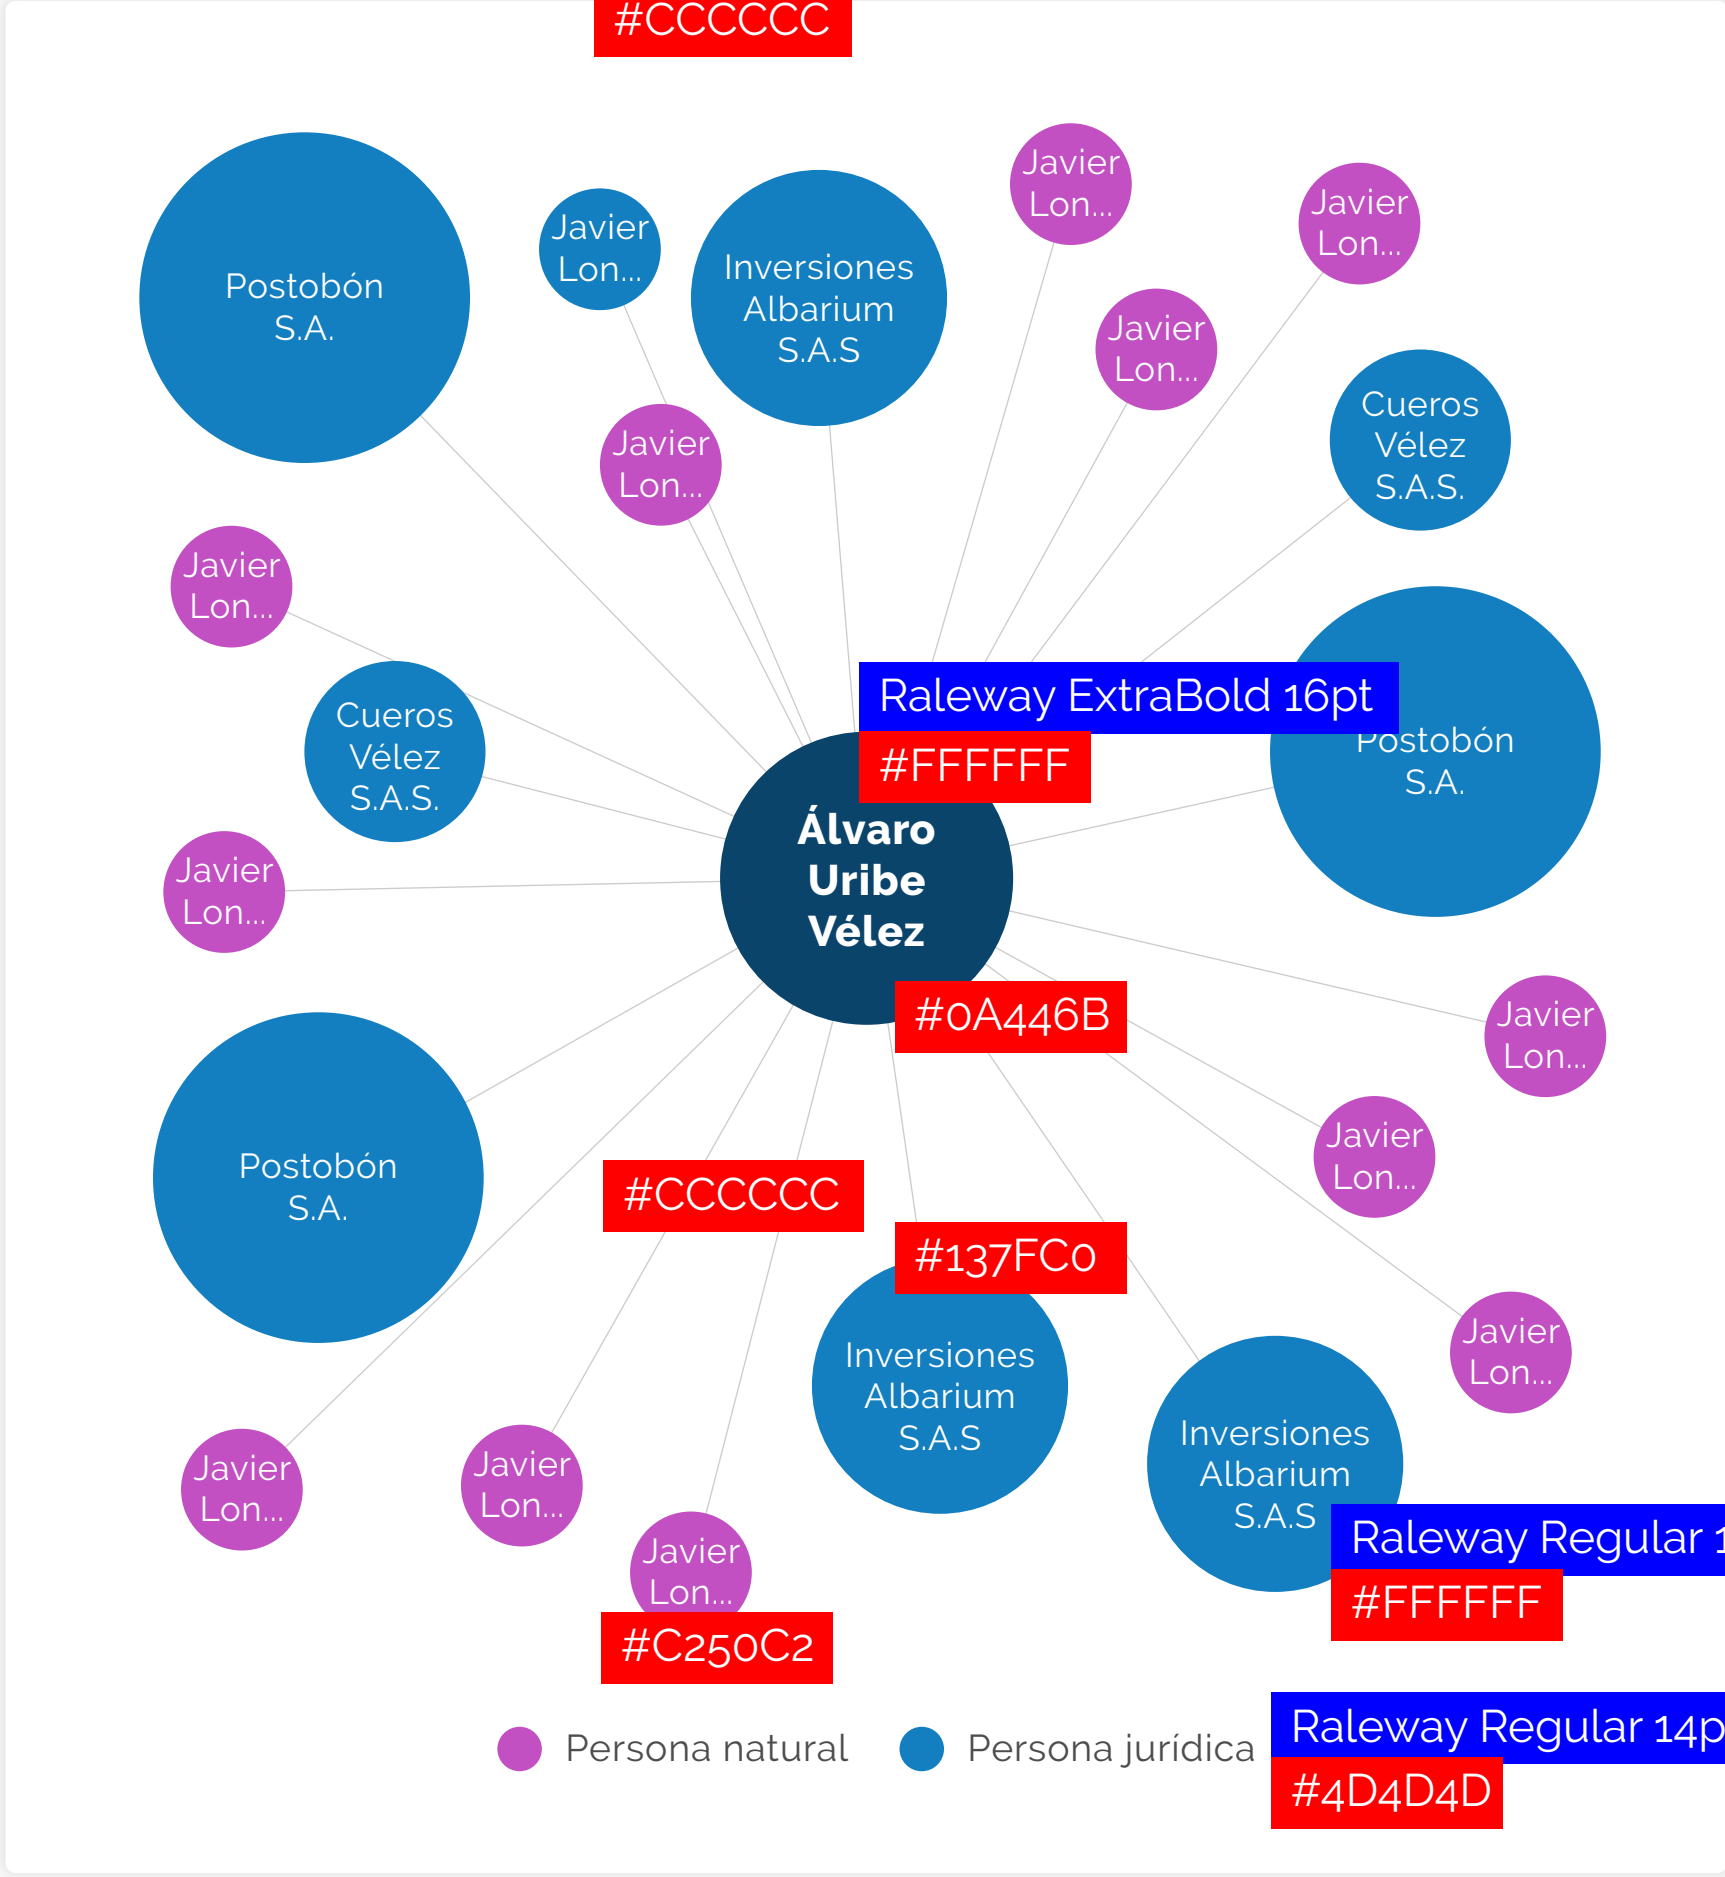 #CCCCCC
Javier
Lon...
Javier
Lon...
Javier
Lon...
Inversiones
Albarium
S.A.S
Postobón
S.A.
Javier
Lon...
Cueros
Vélez
S.A.S.
Javier
Lon...
Javier
Lon...
Raleway ExtraBold 16pt
#FFFFFF
Cueros
Vélez
S.A.S.
Postobón
S.A.
Álvaro
Uribe
Vélez
Javier
Lon...
#0A446B
Javier
Lon...
Javier
Lon...
Postobón
S.A.
#CCCCCC
#137FC0
Javier
Lon...
Inversiones
Albarium
S.A.S
Inversiones
Albarium
S.A.S
Javier
Lon...
Javier
Lon...
Javier
Lon...
Raleway Regular 1
#FFFFFF
#C250C2
Raleway Regular 14p
#4D4D4D
Persona natural
Persona jurídica